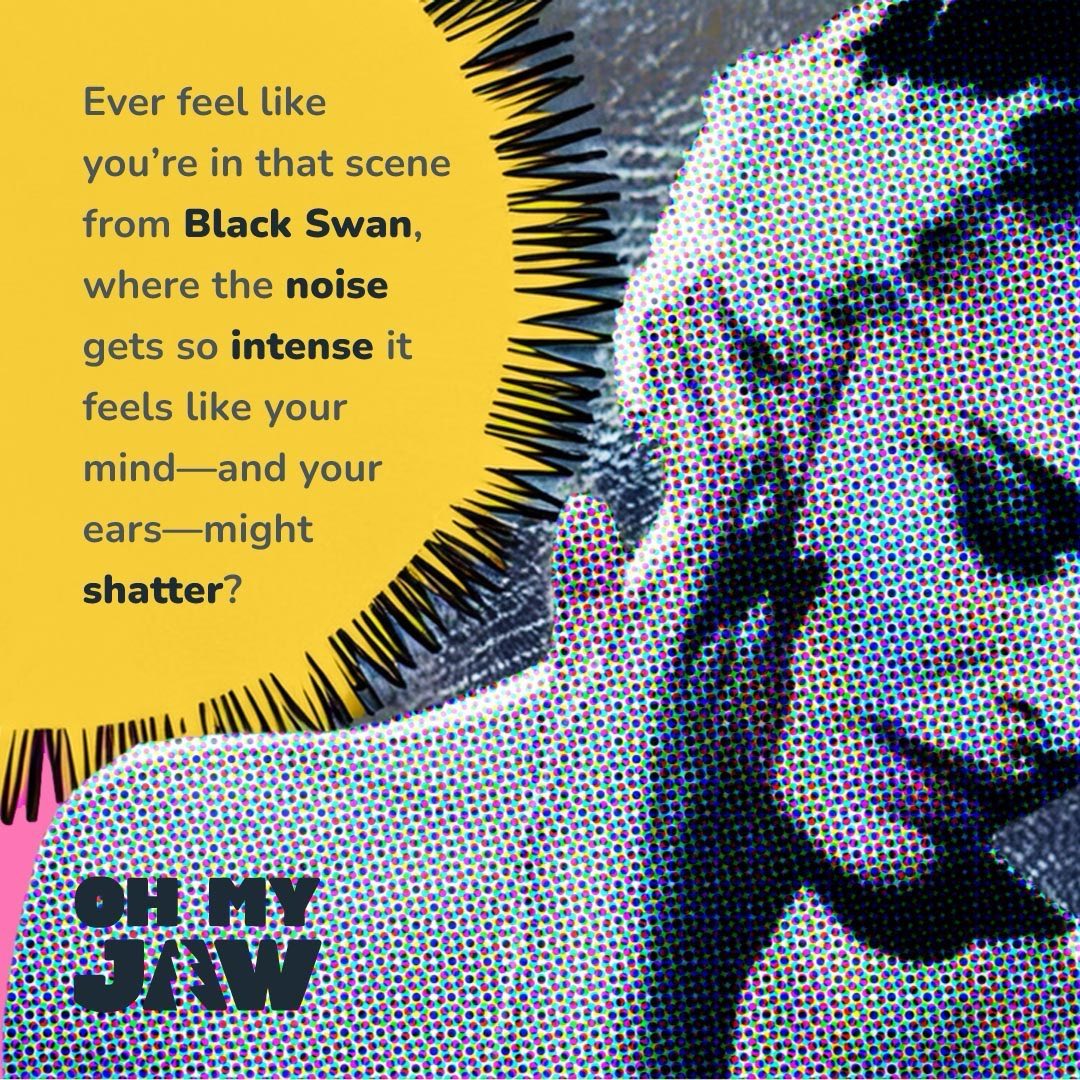 Ever feel like
you’re in that scene
from Black Swan,
where the noise
gets so intense it
feels like your
mind—and your
ears—might
shatter?
OH MY
JAW